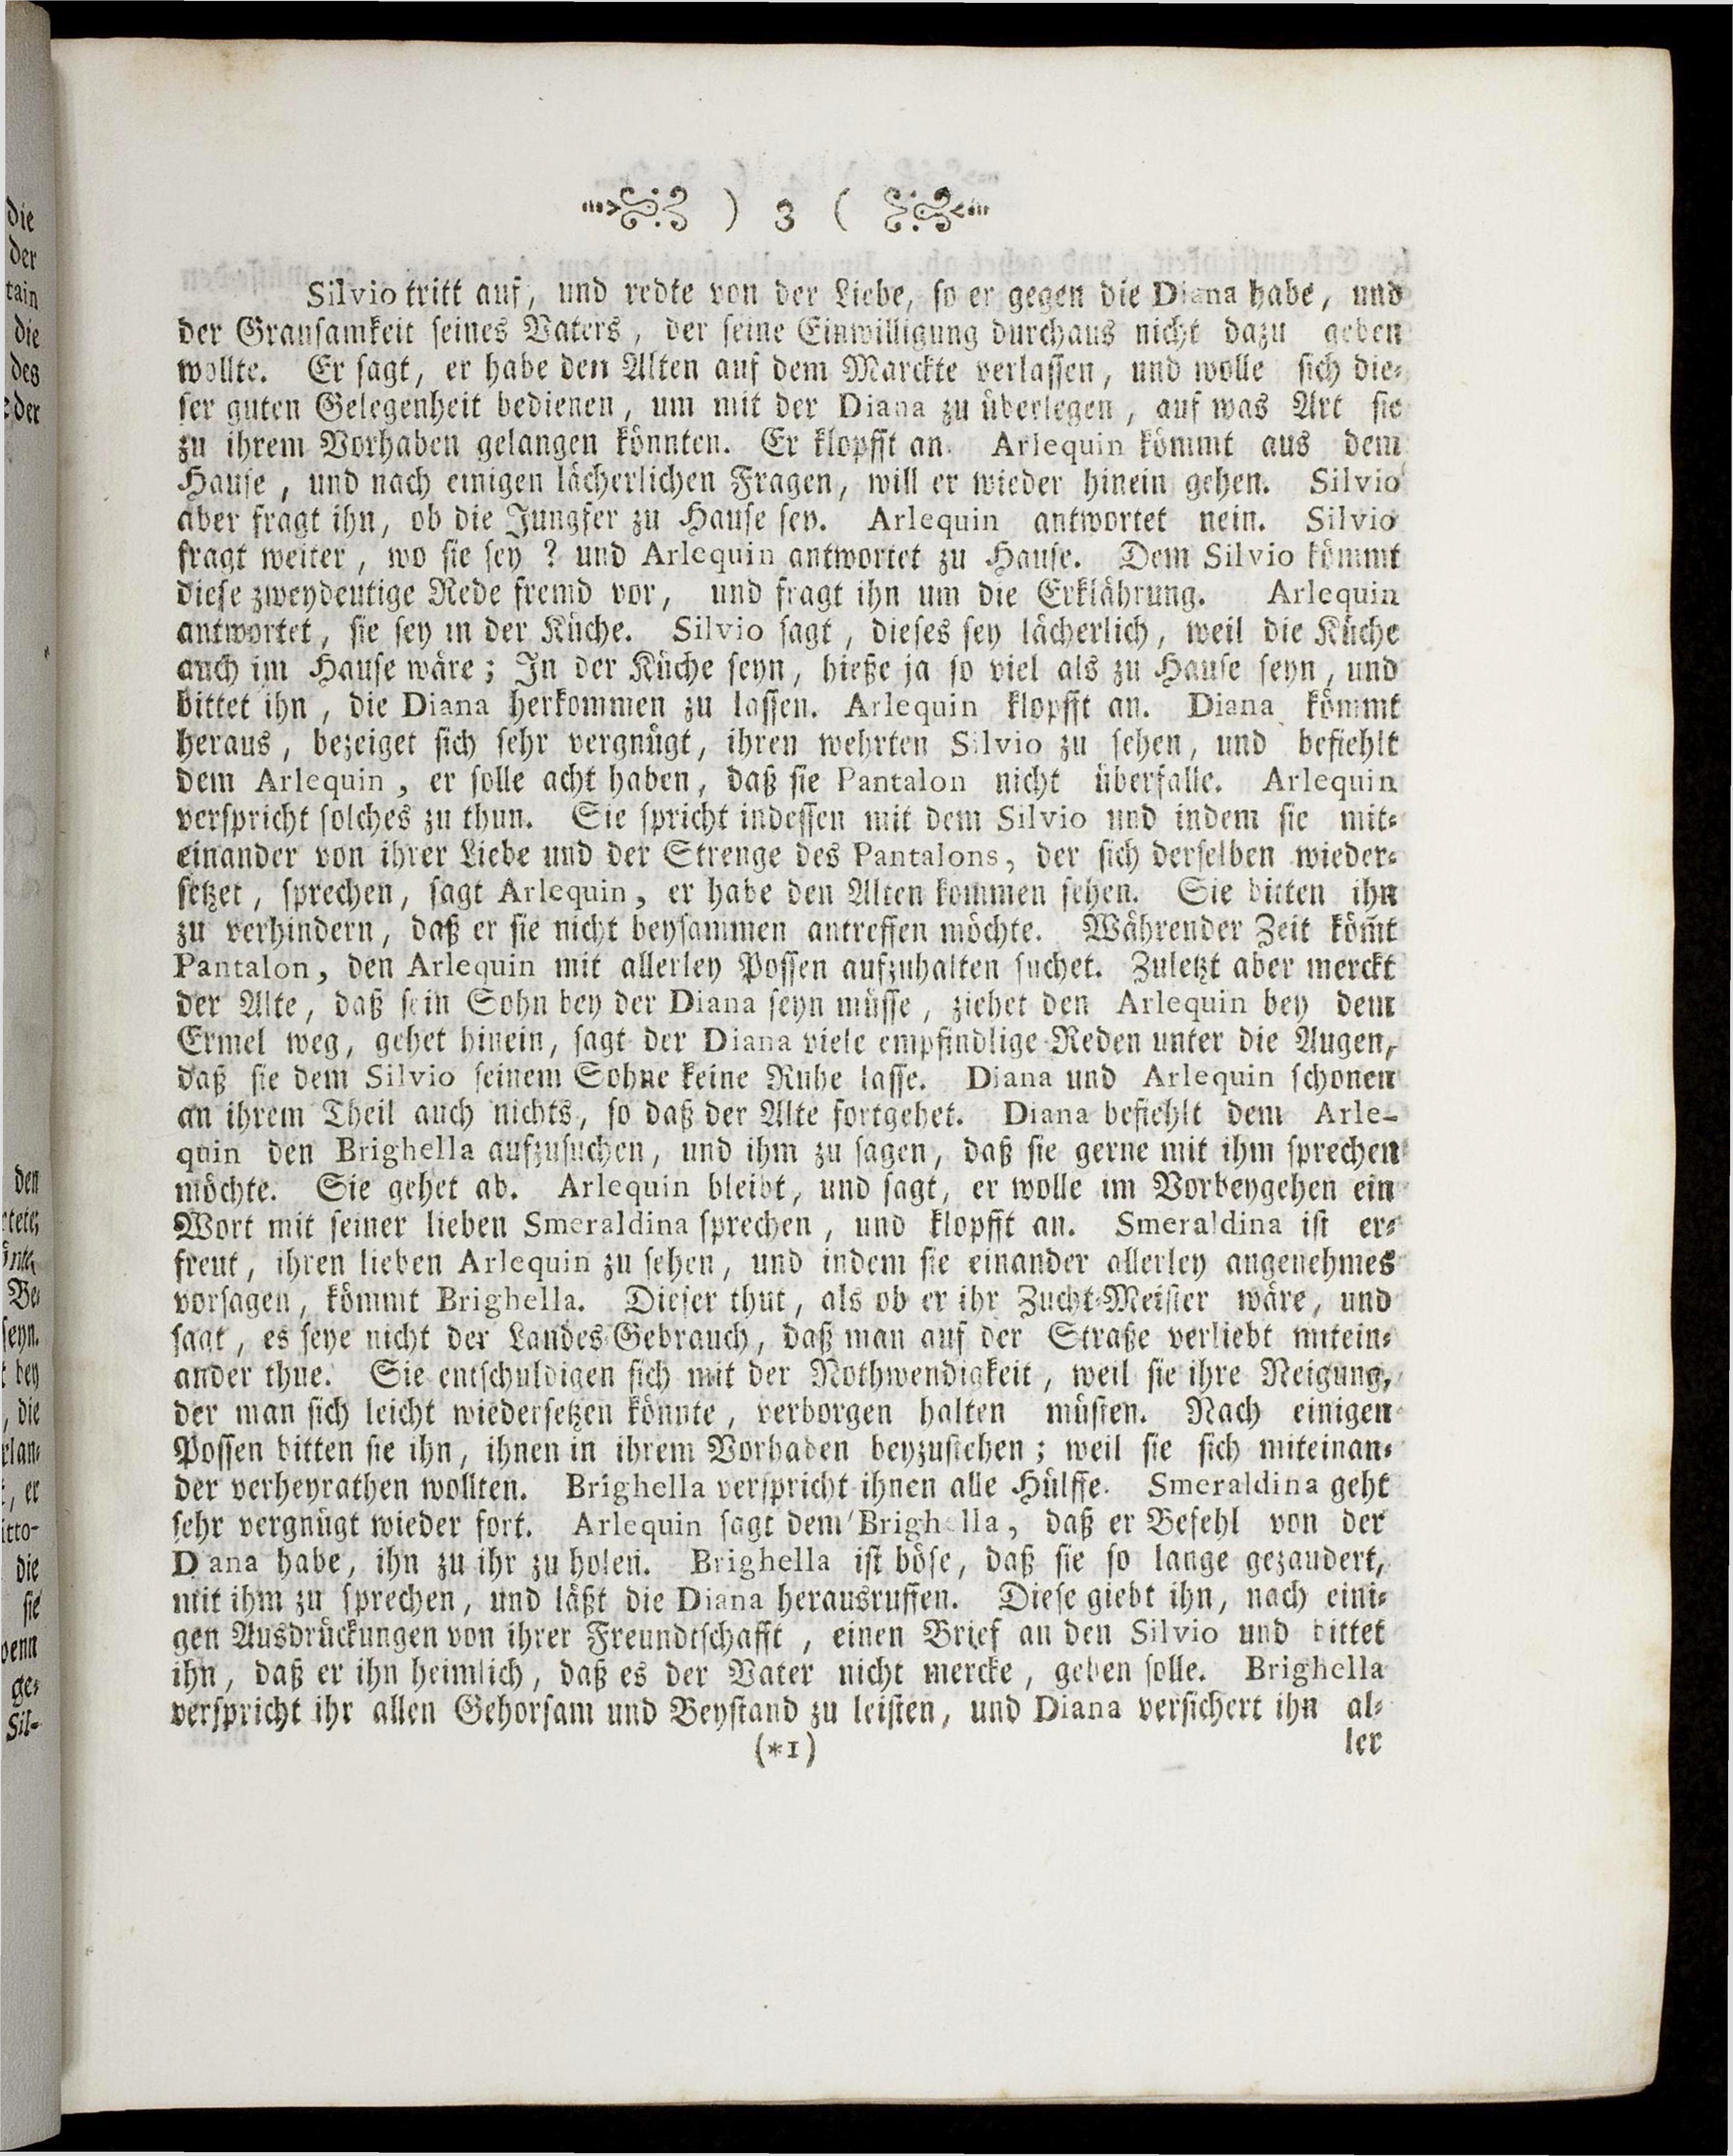 ) 3 (
Silvio tritt auf, und redte von der Liebe, so er gegen die Diana habe, und
der Grausamkeit seines Vaters, der seine Einwilligung durchaus nicht dazu geben
wollte. Er sagt, er habe den Alten auf dem Marckte verlassen, und wolle sich die-
ser guten Gelegenheit bedienen, um mit der Diana zu überlegen, auf was Art sie
zu ihrem Vorhaben gelangen könnten. Er klopfft an. Arlequin kömmt aus dem
Hause, und nach einigen lächerlichen Fragen, will er wieder hinein gehen. Silvio
aber fragt ihn, ob die Jungfer zu Hause sey. Arlequin antwortet nein. Silvio
fragt weiter, wo sie sey ? und Arlequin antwortet zu Hause. Dem Silvio kömmt
diese zweydeutige Rede fremd vor, und fragt ihn um die Erklährung. Arlequin
antwortet, sie sey in der Küche. Silvio sagt, dieses sey lächerlich, weil die Küche
auch im Hause wäre; In der Küche seyn, hieße ja so viel als zu Hause seyn, und
bittet ihn, die Diana herkommen zu lassen. Arlequin klopfft an. Diana kömmt
heraus, bezeiget sich sehr vergnügt, ihren wehrten Silvio zu sehen, und befiehlt
dem Arlequin, er solle acht haben, daß sie Pantalon nicht überfalle. Arlequin
verspricht solches zu thun. Sie spricht indessen mit dem Silvio und indem sie mit-
einander von ihrer Liebe und der Strenge des Pantalons, der sich derselben wieder-
setzet, sprechen, sagt Arlequin, er habe den Alten kommen sehen. Sie bitten ihn
zu verhindern, daß er sie nicht beysammen antreffen möchte. Währender Zeit köm̄t
Pantalon, den Arlequin mit allerley Possen aufzuhalten suchet. Zuletzt aber merckt
der Alte, daß sein Sohn bey der Diana seyn müsse, ziehet den Arlequin bey dem
Ermel weg, gehet hinein, sagt der Diana viele empfindlige Reden unter die Augen,
daß sie dem Silvio seinem Sohne keine Ruhe lasse. Diana und Arlequin schonen
an ihrem Theil auch nichts, so daß der Alte fortgehet. Diana befiehlt dem Arle-
quin den Brighella aufzusuchen, und ihm zu sagen, daß sie gerne mit ihm sprechen
möchte. Sie gehet ab. Arlequin bleibt, und sagt, er wolle im Vorbeygehen ein
Wort mit seiner lieben Smeraldina sprechen, und klopfft an. Smeraldina ist er-
freut, ihren lieben Arlequin zu sehen, und indem sie einander allerley angenehmes
vorsagen, kömmt Brighella. Dieser thut, als ob er ihr Zucht-Meister wäre, und
sagt, es seye nicht der Landes-Gebrauch, daß man auf der Straße verliebt mitein-
ander thue. Sie entschuldigen sich mit der Nothwendigkeit, weil sie ihre Neigung,
der man sich leicht wiedersetzen könnte, verborgen halten müsten. Nach einigen
Possen bitten sie ihn, ihnen in ihrem Vorhaben beyzustehen; weil sie sich miteinan-
der verheyrathen wollten. Brighella verspricht ihnen alle Hülffe. Smeraldina geht
sehr vergnügt wieder fort. Arlequin sagt dem Brighella, daß er Befehl von der
Diana habe, ihn zu ihr zu holen. Brighella ist böse, daß sie so lange gezaudert,
mit ihm zu sprechen, und läßt die Diana herausruffen. Diese giebt ihn, nach eini-
gen Ausdrückungen von ihrer Freundtschafft, einen Brief an den Silvio und bittet
ihn, daß er ihn heimlich, daß es der Vater nicht mercke, geben solle. Brighella
verspricht ihr allen Gehorsam und Beystand zu leisten, und Diana versichert ihn al-
(*1) ler